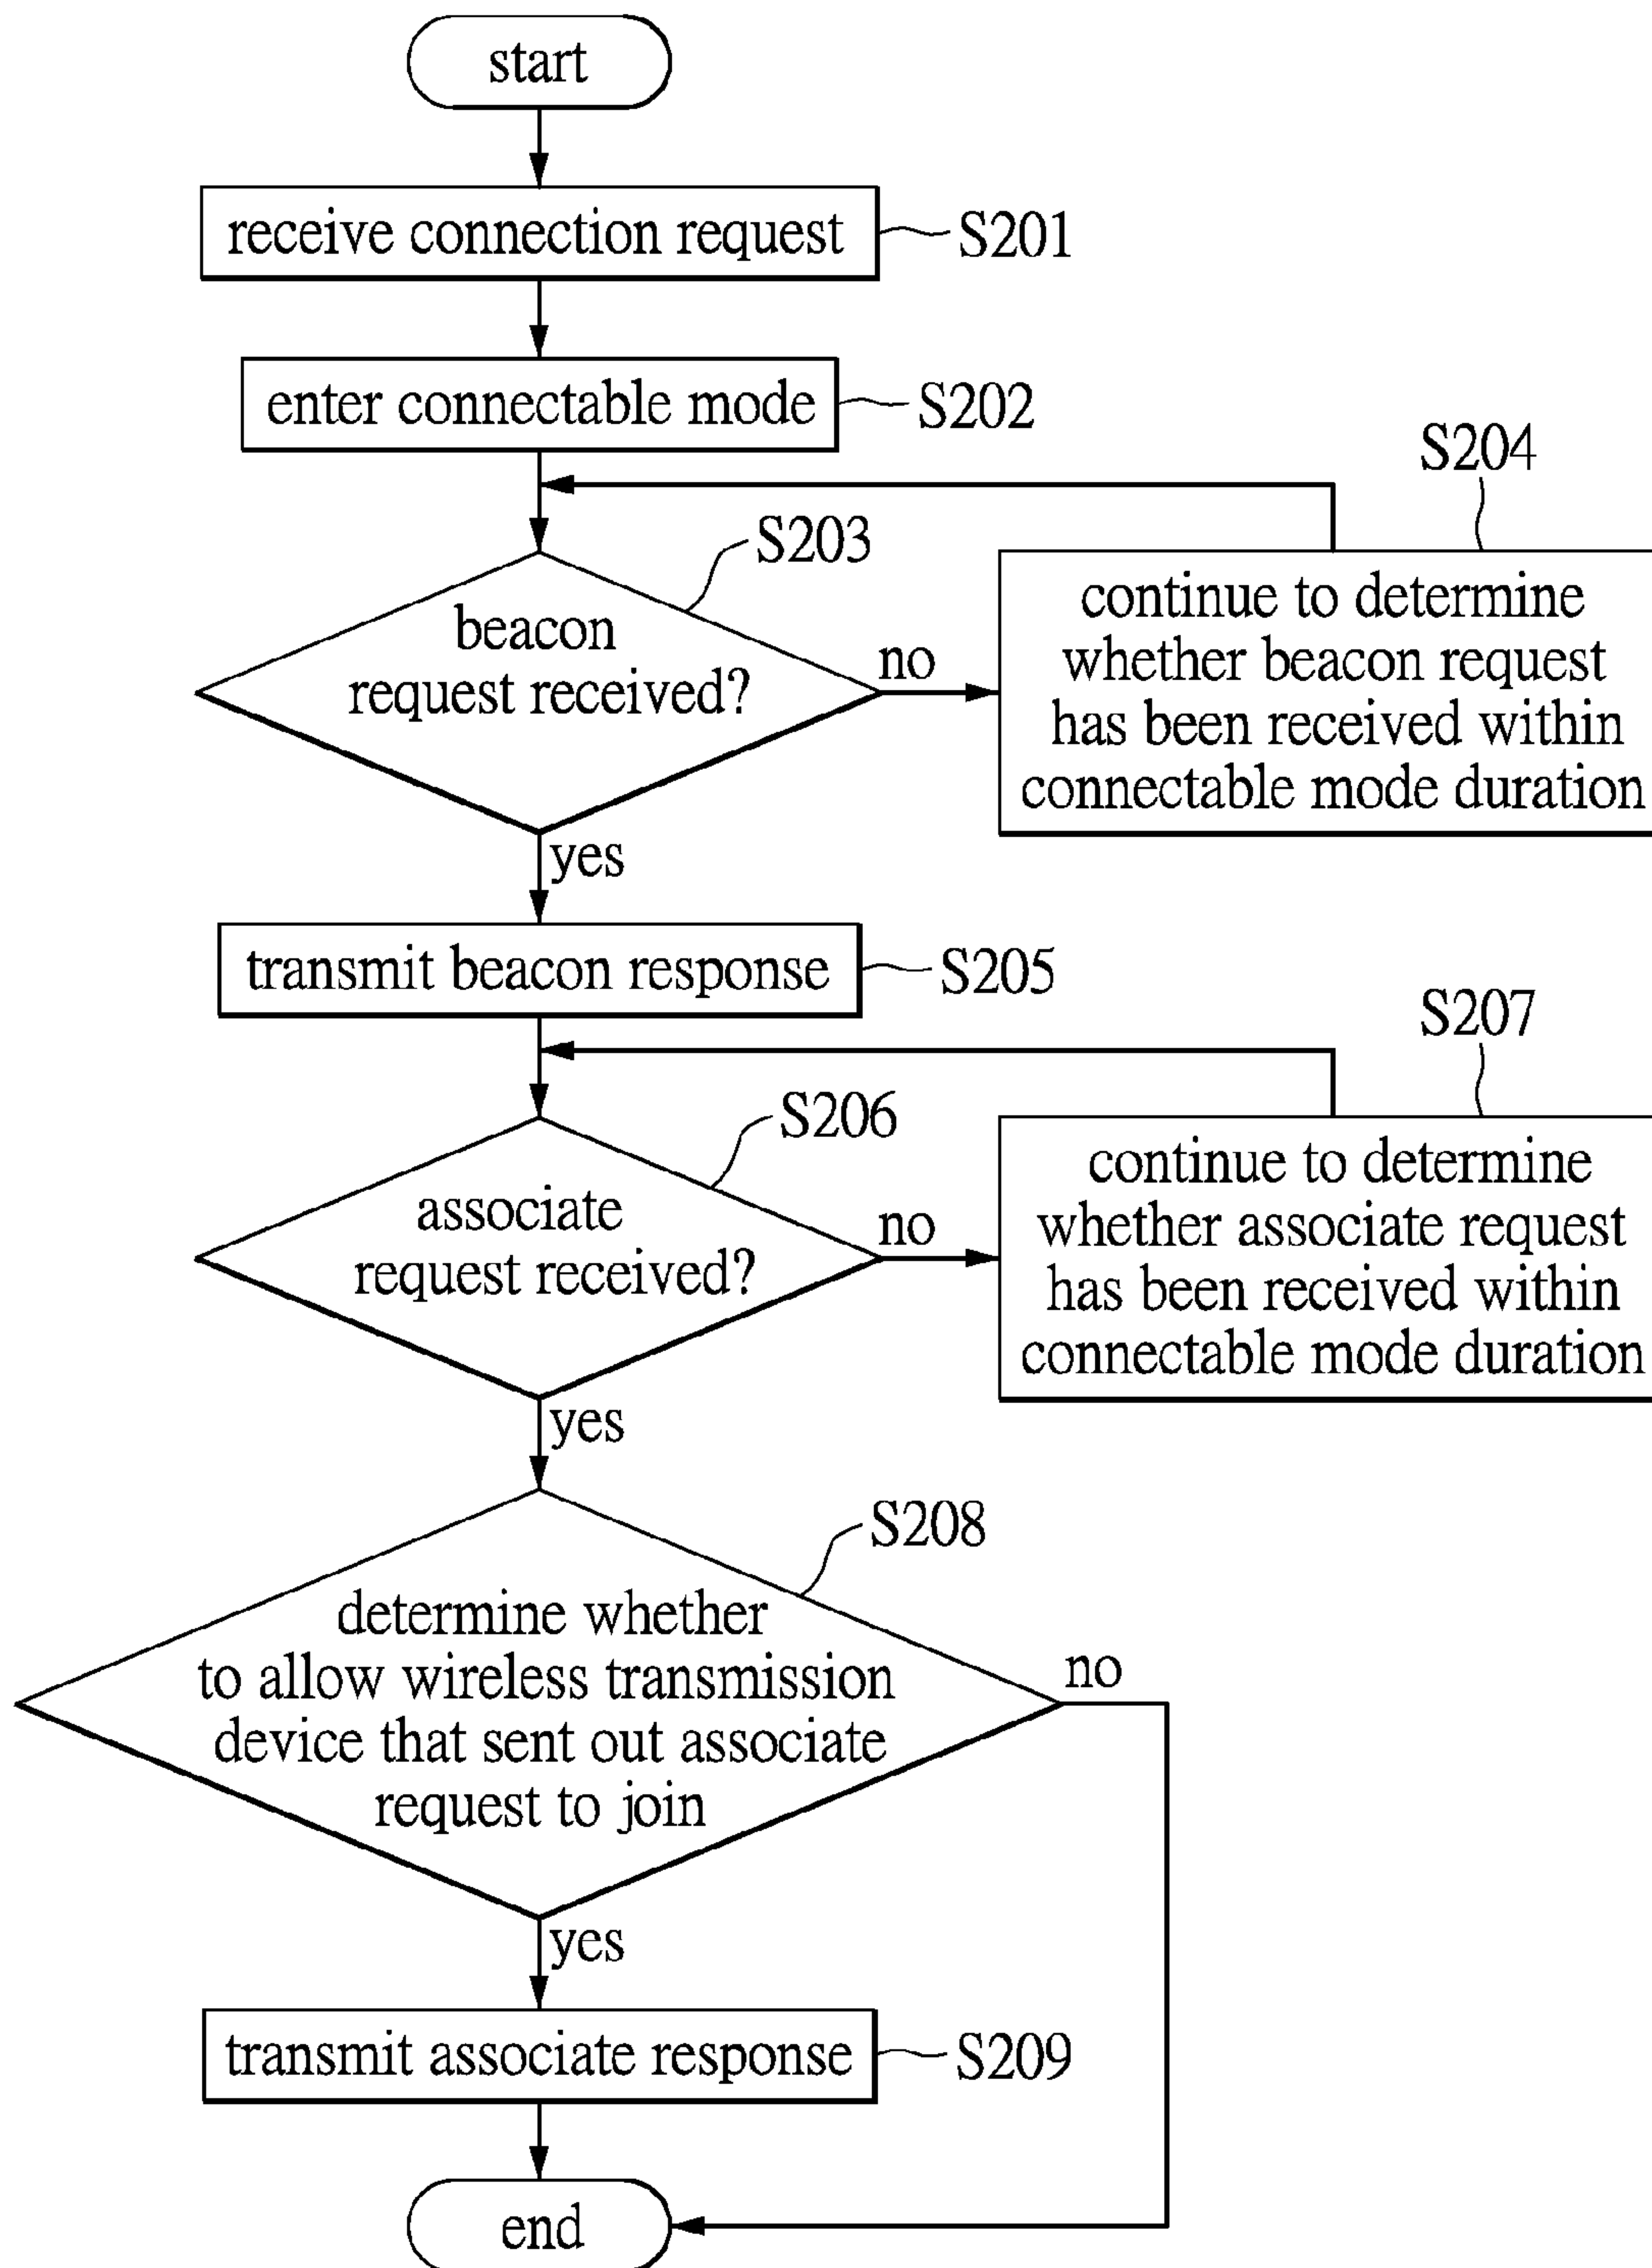 start
receive connection request
S201
enter connectable mode
S202
S204
S203
beacon
request received?
no
continue to determine
whether beacon request
has been received within
connectable mode duration
yes
transmit beacon response
S205
S207
S206
associate
request received?
no
continue to determine
whether associate request
has been received within
connectable mode duration
yes
S208
determine whether
to allow wireless transmission
device that sent out associate
request to join
no
yes
transmit associate response
S209
end